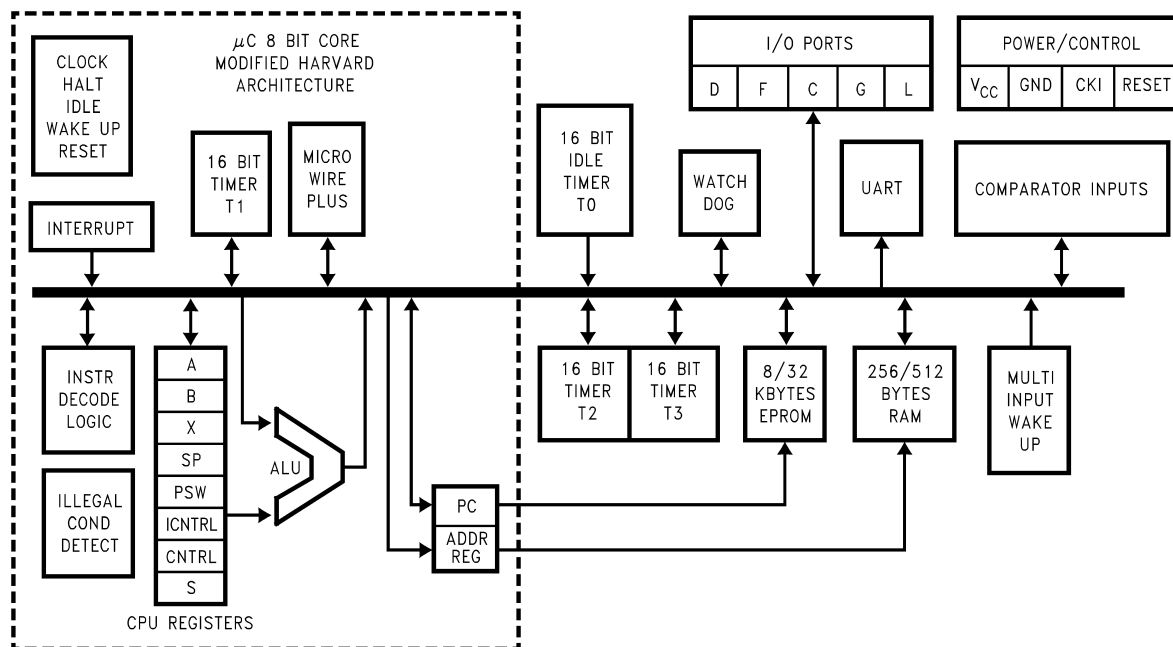 μC 8 BIT CORE
MODIFIED HARVARD
ARCHITECTURE
CLOCK
HALT
IDLE
WAKE UP
RESET
INTERRUPT
16 BIT
TIMER
T1
MICRO
WIRE
PLUS
16 BIT
IDLE
TIMER
T0
WATCH
DOG
I/O PORTS
D F C G L
UART
POWER/CONTROL
VCC GND CKI RESET
COMPARATOR INPUTS
INSTR
DECODE
LOGIC
ILLEGAL
COND
DETECT
A
B
X
SP
PSW
ICNTRL
CNTRL
S
CPU REGISTERS
ALU
PC
ADDR
REG
16 BIT
TIMER
T2
16 BIT
TIMER
T3
8/32
KBYTES
EPROM
256/512
BYTES
RAM
MULTI
INPUT
WAKE
UP